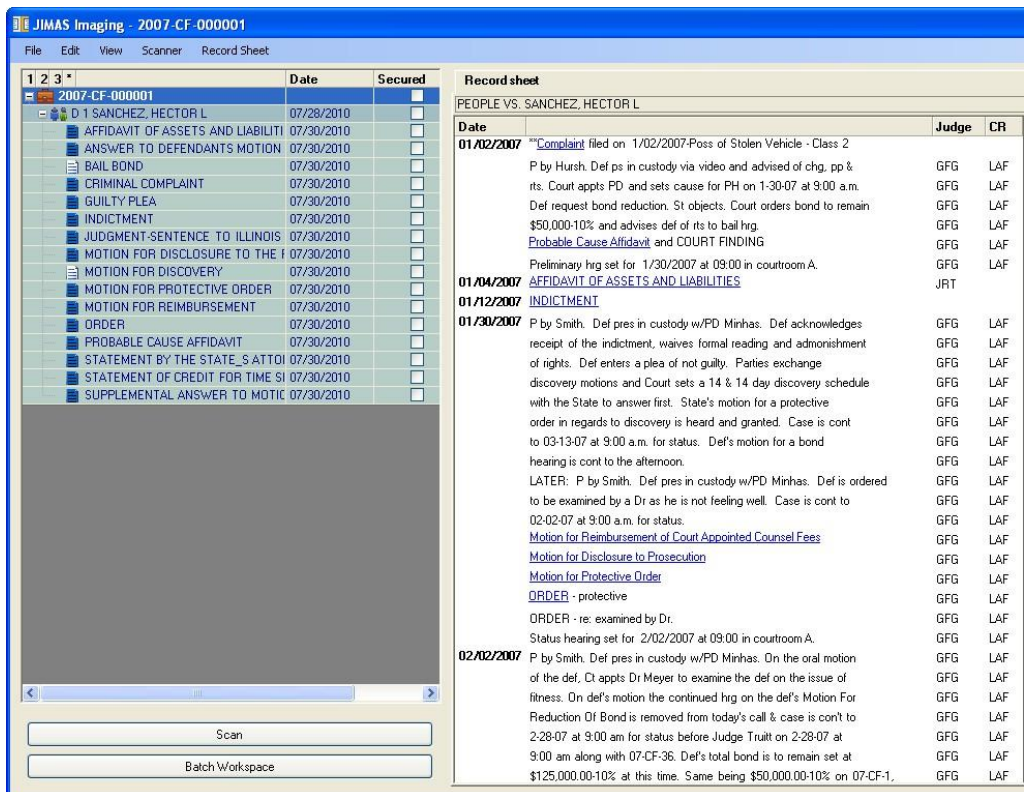 JIMAS Imaging - 2007-CF-000001
File Edit View Scanner Record Sheet
1 2 3 * Date Secured
2007-CF-000001
D 1 SANCHEZ, HECTOR L 07/28/2010
AFFIDAVIT OF ASSETS AND LIABILITI 07/30/2010
ANSWER TO DEFENDANTS MOTION 07/30/2010
BAIL BOND 07/30/2010
CRIMINAL COMPLAINT 07/30/2010
GUILTY PLEA 07/30/2010
INDICTMENT 07/30/2010
JUDGMENT-SENTENCE TO ILLINOIS 07/30/2010
MOTION FOR DISCLOSURE TO THE 07/30/2010
MOTION FOR DISCOVERY 07/30/2010
MOTION FOR PROTECTIVE ORDER 07/30/2010
MOTION FOR REIMBURSEMENT 07/30/2010
ORDER 07/30/2010
PROBABLE CAUSE AFFIDAVIT 07/30/2010
STATEMENT BY THE STATE_S ATTO 07/30/2010
STATEMENT OF CREDIT FOR TIME 07/30/2010
SUPPLEMENTAL ANSWER TO MOTIO 07/30/2010
Scan
Batch Workspace
Record sheet
PEOPLE VS. SANCHEZ, HECTOR L
Date Judge CR
01/02/2007 **Complaint filed on 1/02/2007-Poss of Stolen Vehicle - Class 2
P by Hursh. Def ps in custody via video and advised of chg, pp & GFG LAF
rts. Court appts PD and sets cause for PH on 1-30-07 at 9:00 a.m. GFG LAF
Def request bond reduction. St objects. Court orders bond to remain GFG LAF
$50,000-10% and advises def of rts to bail hrg. GFG LAF
Probable Cause Affidavit and COURT FINDING GFG LAF
Preliminary hrg set for 1/30/2007 at 09:00 in courtroom A. GFG LAF
01/04/2007 AFFIDAVIT OF ASSETS AND LIABILITIES JRT
01/12/2007 INDICTMENT
01/30/2007 P by Smith. Def pres in custody w/PD Minhas. Def acknowledges GFG LAF
receipt of the indictment, waives formal reading and admonishment GFG LAF
of rights. Def enters a plea of not guilty. Parties exchange GFG LAF
discovery motions and Court sets a 14 & 14 day discovery schedule GFG LAF
with the State to answer first. State's motion for a protective GFG LAF
order in regards to discovery is heard and granted. Case is cont GFG LAF
to 03-13-07 at 9:00 a.m. for status. Def's motion for a bond GFG LAF
hearing is cont to the afternoon. GFG LAF
LATER: P by Smith. Def pres in custody w/PD Minhas. Def is ordered GFG LAF
to be examined by a Dr as he is not feeling well. Case is cont to GFG LAF
02-02-07 at 9:00 a.m. for status. GFG LAF
Motion for Reimbursement of Court Appointed Counsel Fees GFG LAF
Motion for Disclosure to Prosecution GFG LAF
Motion for Protective Order GFG LAF
ORDER - protective GFG LAF
ORDER - re: examined by Dr. GFG LAF
Status hearing set for 2/02/2007 at 09:00 in courtroom A. GFG LAF
02/02/2007 P by Smith. Def pres in custody w/PD Minhas. On the oral motion GFG LAF
of the def, Ct appts Dr Meyer to examine the def on the issue of GFG LAF
fitness. On def's motion the continued hrg on the def's Motion For GFG LAF
Reduction Of Bond is removed from today's call & case is con't to GFG LAF
2-28-07 at 9:00 am for status before Judge Truitt on 2-28-07 at GFG LAF
9:00 am along with 07-CF-36. Def's total bond is to remain set at GFG LAF
$125,000.00-10% at this time. Same being $50,000.00-10% on 07-CF-1, GFG LAF